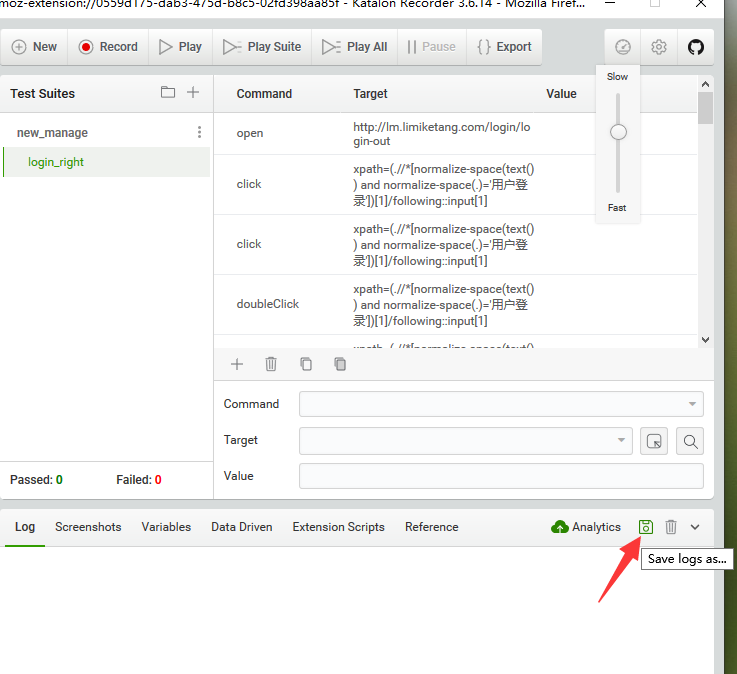 moz-extension://0559d175-dab3-475d-b8c5-02fd398aa85f - Katalon Recorder 3.6.14 - Mozilla Firef...
New Record Play Play Suite Play All Pause Export
Test Suites
Command Target Value
Slow
new_manage
open
http://lm.limiketang.com/login/lo
gin-out
login_right
click
xpath=(.//*[normalize-space(text()
) and normalize-space(.)='用户登
录'])[1]/following::input[1]
Fast
click
xpath=(.//*[normalize-space(text()
) and normalize-space(.)='用户登
录'])[1]/following::input[1]
doubleClick
xpath=(.//*[normalize-space(text()
) and normalize-space(.)='用户登
录'])[1]/following::input[1]
xpath=(.//*[normalize-space(text()
Command
Target
Value
Passed: 0 Failed: 0
Log Screenshots Variables Data Driven Extension Scripts Reference Analytics
Save logs as...